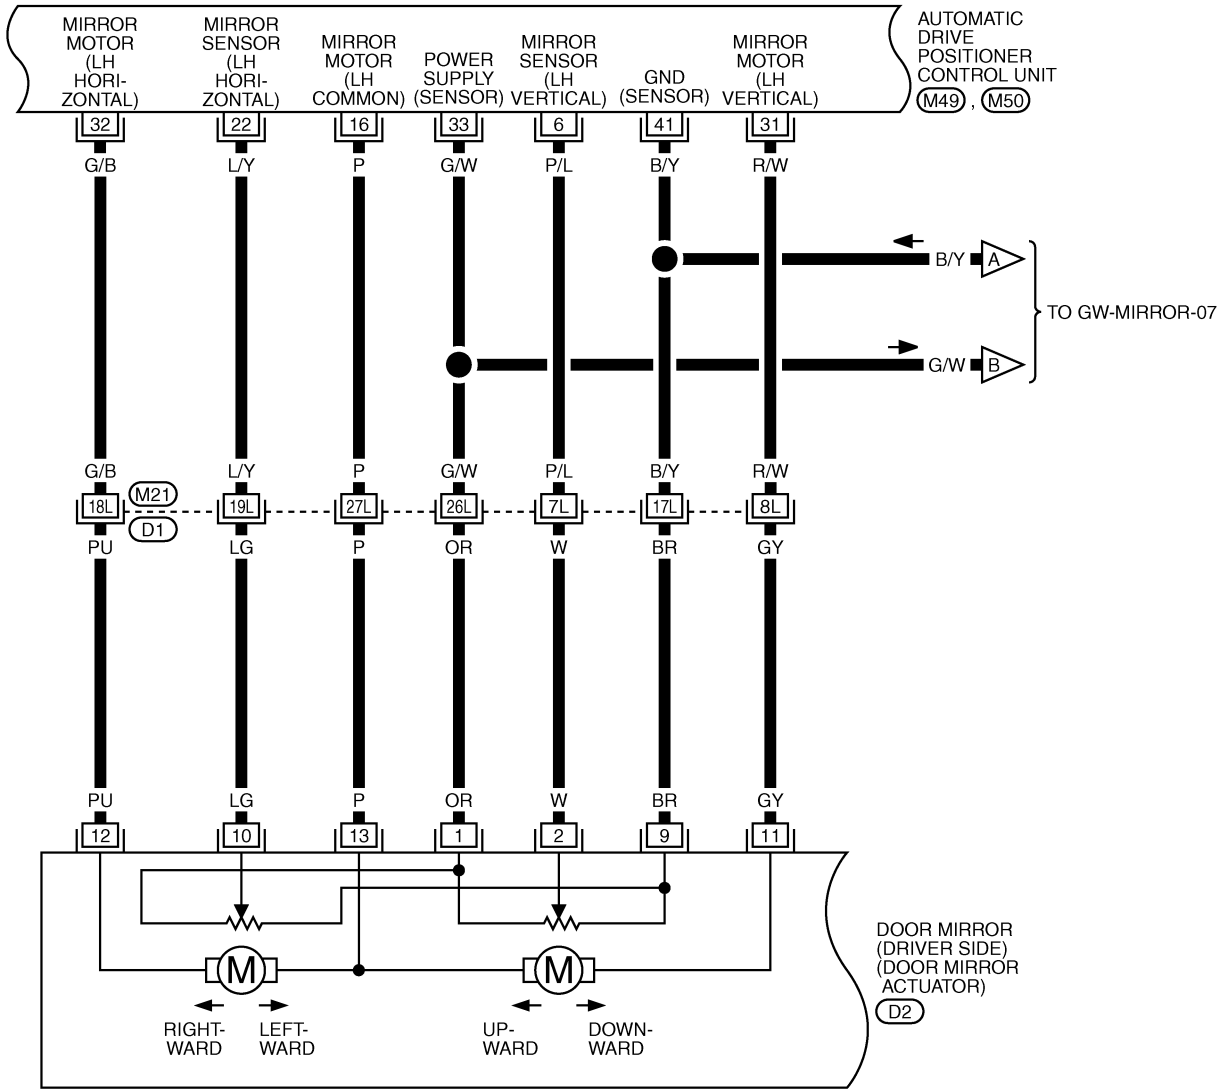 MIRROR
MOTOR
(LH
HORI-
ZONTAL)
MIRROR
SENSOR
(LH
HORI-
ZONTAL)
MIRROR
MOTOR
(LH
COMMON)
POWER
SUPPLY
(SENSOR)
MIRROR
SENSOR
(LH
VERTICAL)
GND
(SENSOR)
MIRROR
MOTOR
(LH
VERTICAL)
AUTOMATIC
DRIVE
POSITIONER
CONTROL UNIT
M49 , M50
32 22 16 33 6 41 31
G/B L/Y P G/W P/L B/Y R/W
B/Y A
TO GW-MIRROR-07
G/W B
G/B L/Y P G/W P/L B/Y R/W
M21
18L 19L 27L 26L 7L 17L 8L
D1
PU LG P OR W BR GY
PU LG P OR W BR GY
12 10 13 1 2 9 11
M M
RIGHT-
WARD
LEFT-
WARD
UP-
WARD
DOWN-
WARD
DOOR MIRROR
(DRIVER SIDE)
(DOOR MIRROR
ACTUATOR)
D2